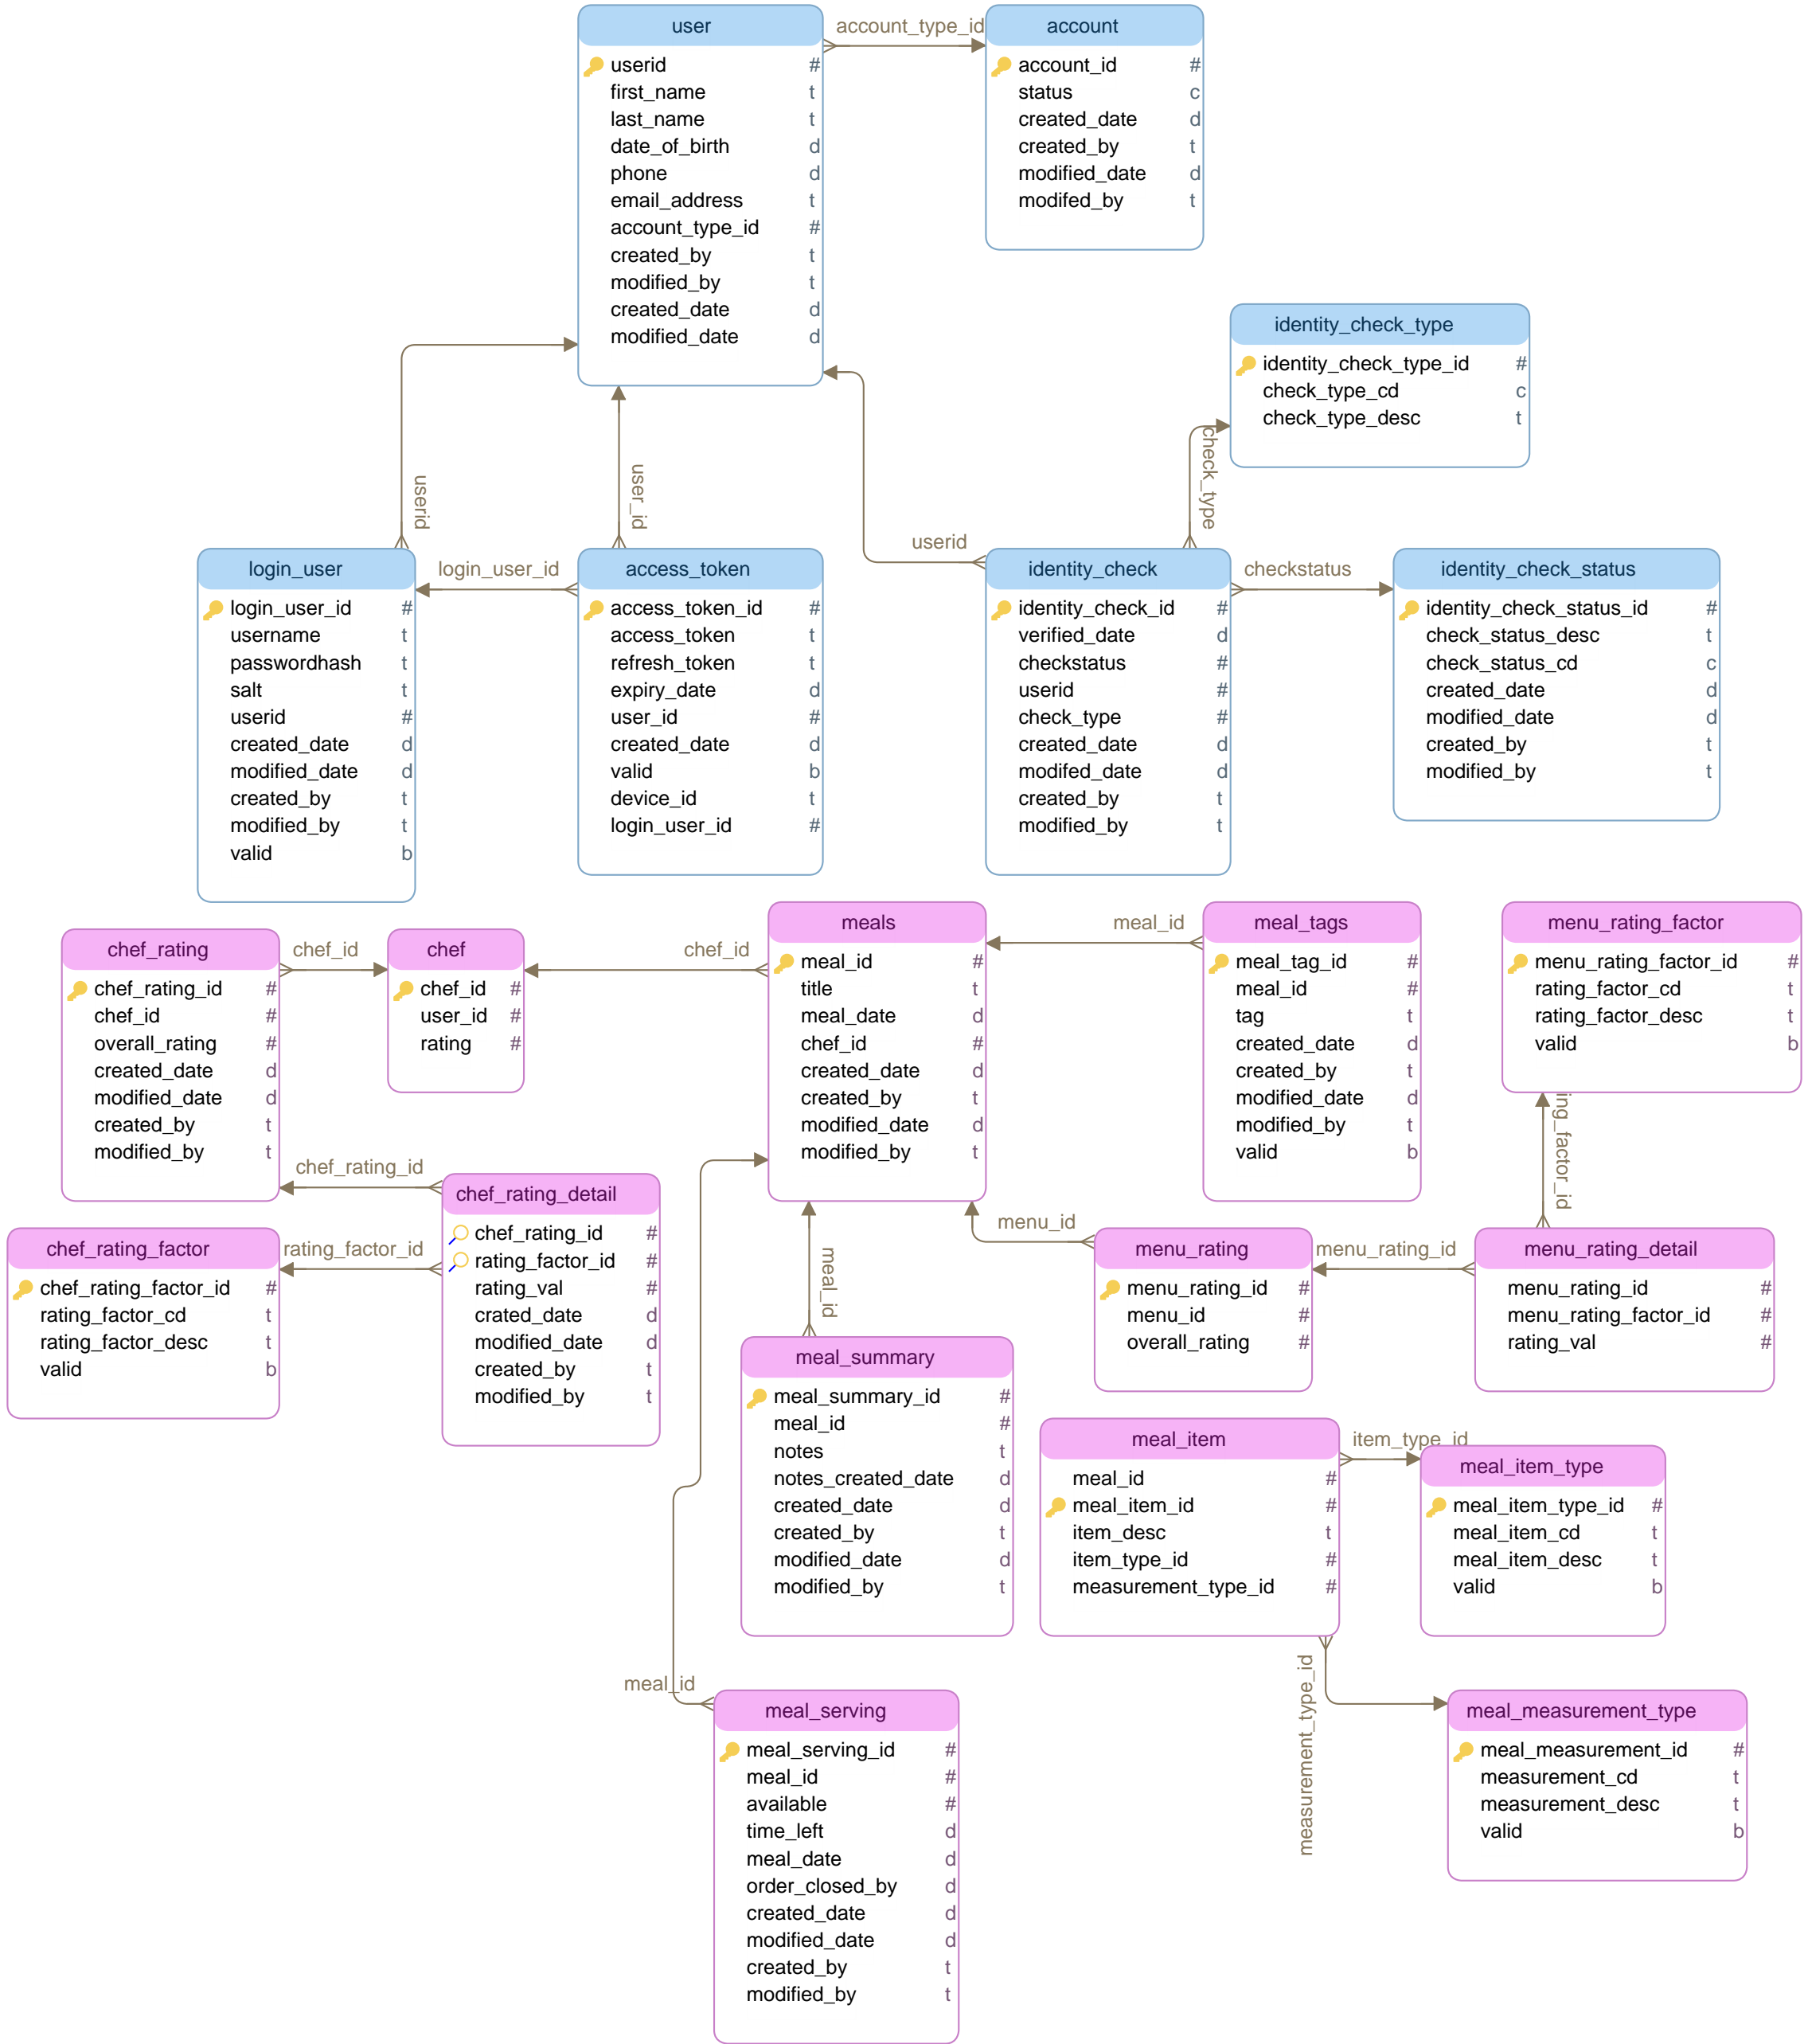 user
userid #
first_name t
last_name t
date_of_birth d
phone d
email_address t
account_type_id #
created_by t
modified_by t
created_date d
modified_date d
account_type_id
account
account_id #
status c
created_date d
created_by t
modified_date d
modifed_by t
identity_check_type
identity_check_type_id #
check_type_cd c
check_type_desc t
check_type
userid
user_id
userid
login_user
login_user_id #
username t
passwordhash t
salt t
userid #
created_date d
modified_date d
created_by t
modified_by t
valid b
login_user_id
access_token
access_token_id #
access_token t
refresh_token t
expiry_date d
user_id #
created_date d
valid b
device_id t
login_user_id #
identity_check
identity_check_id #
verified_date d
checkstatus #
userid #
check_type #
created_date d
modifed_date d
created_by t
modified_by t
checkstatus
identity_check_status
identity_check_status_id #
check_status_desc t
check_status_cd c
created_date d
modified_date d
created_by t
modified_by t
chef_rating
chef_rating_id #
chef_id #
overall_rating #
created_date d
modified_date d
created_by t
modified_by t
chef_id
chef
chef_id #
user_id #
rating #
chef_id
meals
meal_id #
title t
meal_date d
chef_id #
created_date d
created_by t
modified_date d
modified_by t
meal_id
meal_tags
meal_tag_id #
meal_id #
tag t
created_date d
created_by t
modified_date d
modified_by t
valid b
menu_rating_factor
menu_rating_factor_id #
rating_factor_cd t
rating_factor_desc t
valid b
ing_factor_id
chef_rating_id
chef_rating_detail
chef_rating_id #
rating_factor_id #
rating_val #
crated_date d
modified_date d
created_by t
modified_by t
rating_factor_id
chef_rating_factor
chef_rating_factor_id #
rating_factor_cd t
rating_factor_desc t
valid b
meal_id
menu_id
menu_rating
menu_rating_id #
menu_id #
overall_rating #
menu_rating_id
menu_rating_detail
menu_rating_id #
menu_rating_factor_id #
rating_val #
meal_summary
meal_summary_id #
meal_id #
notes t
notes_created_date d
created_date d
created_by t
modified_date d
modified_by t
meal_item
meal_id #
meal_item_id #
item_desc t
item_type_id #
measurement_type_id #
item_type_id
meal_item_type
meal_item_type_id #
meal_item_cd t
meal_item_desc t
valid b
meal_id
meal_serving
meal_serving_id #
meal_id #
available #
time_left d
meal_date d
order_closed_by d
created_date d
modified_date d
created_by t
modified_by t
measurement_type_id
meal_measurement_type
meal_measurement_id #
measurement_cd t
measurement_desc t
valid b